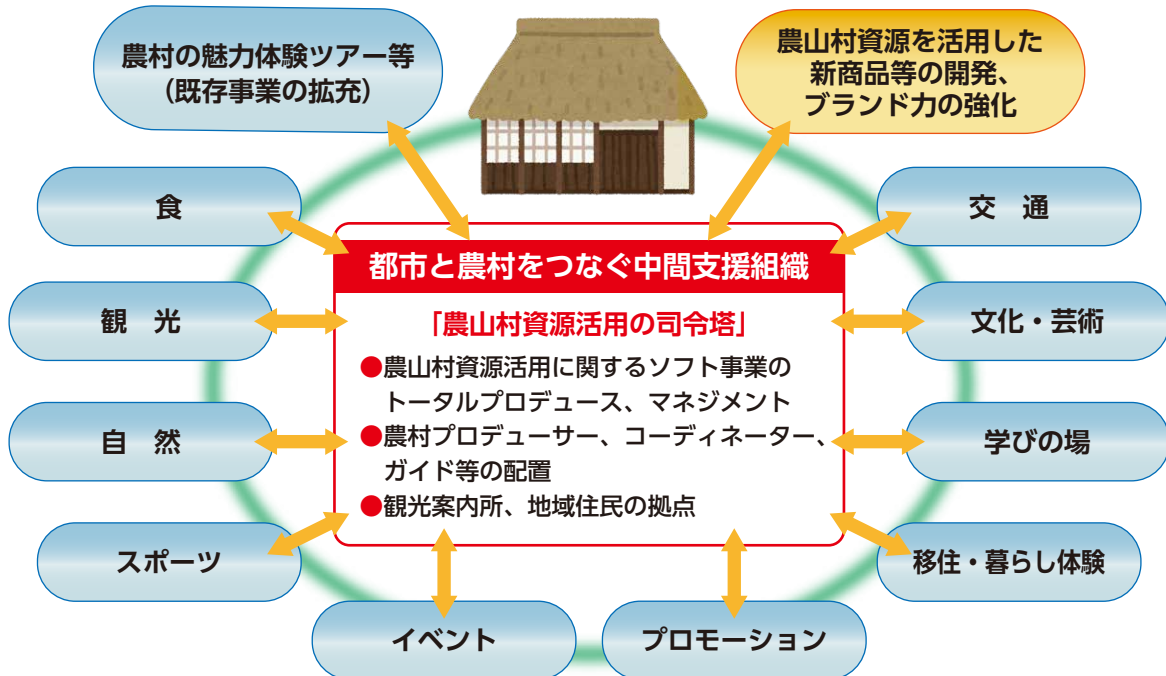 農村の魅力体験ツアー等
（既存事業の拡充）
農山村資源を活用した
新商品等の開発、
ブランド力の強化
食
交　通
都市と農村をつなぐ中間支援組織
観　光
「農山村資源活用の司令塔」
文化・芸術
●農山村資源活用に関するソフト事業の
トータルプロデュース、マネジメント
自　然
●農村プロデューサー、コーディネーター、
ガイド等の配置
学びの場
●観光案内所、地域住民の拠点
スポーツ
移住・暮らし体験
イベント
プロモーション